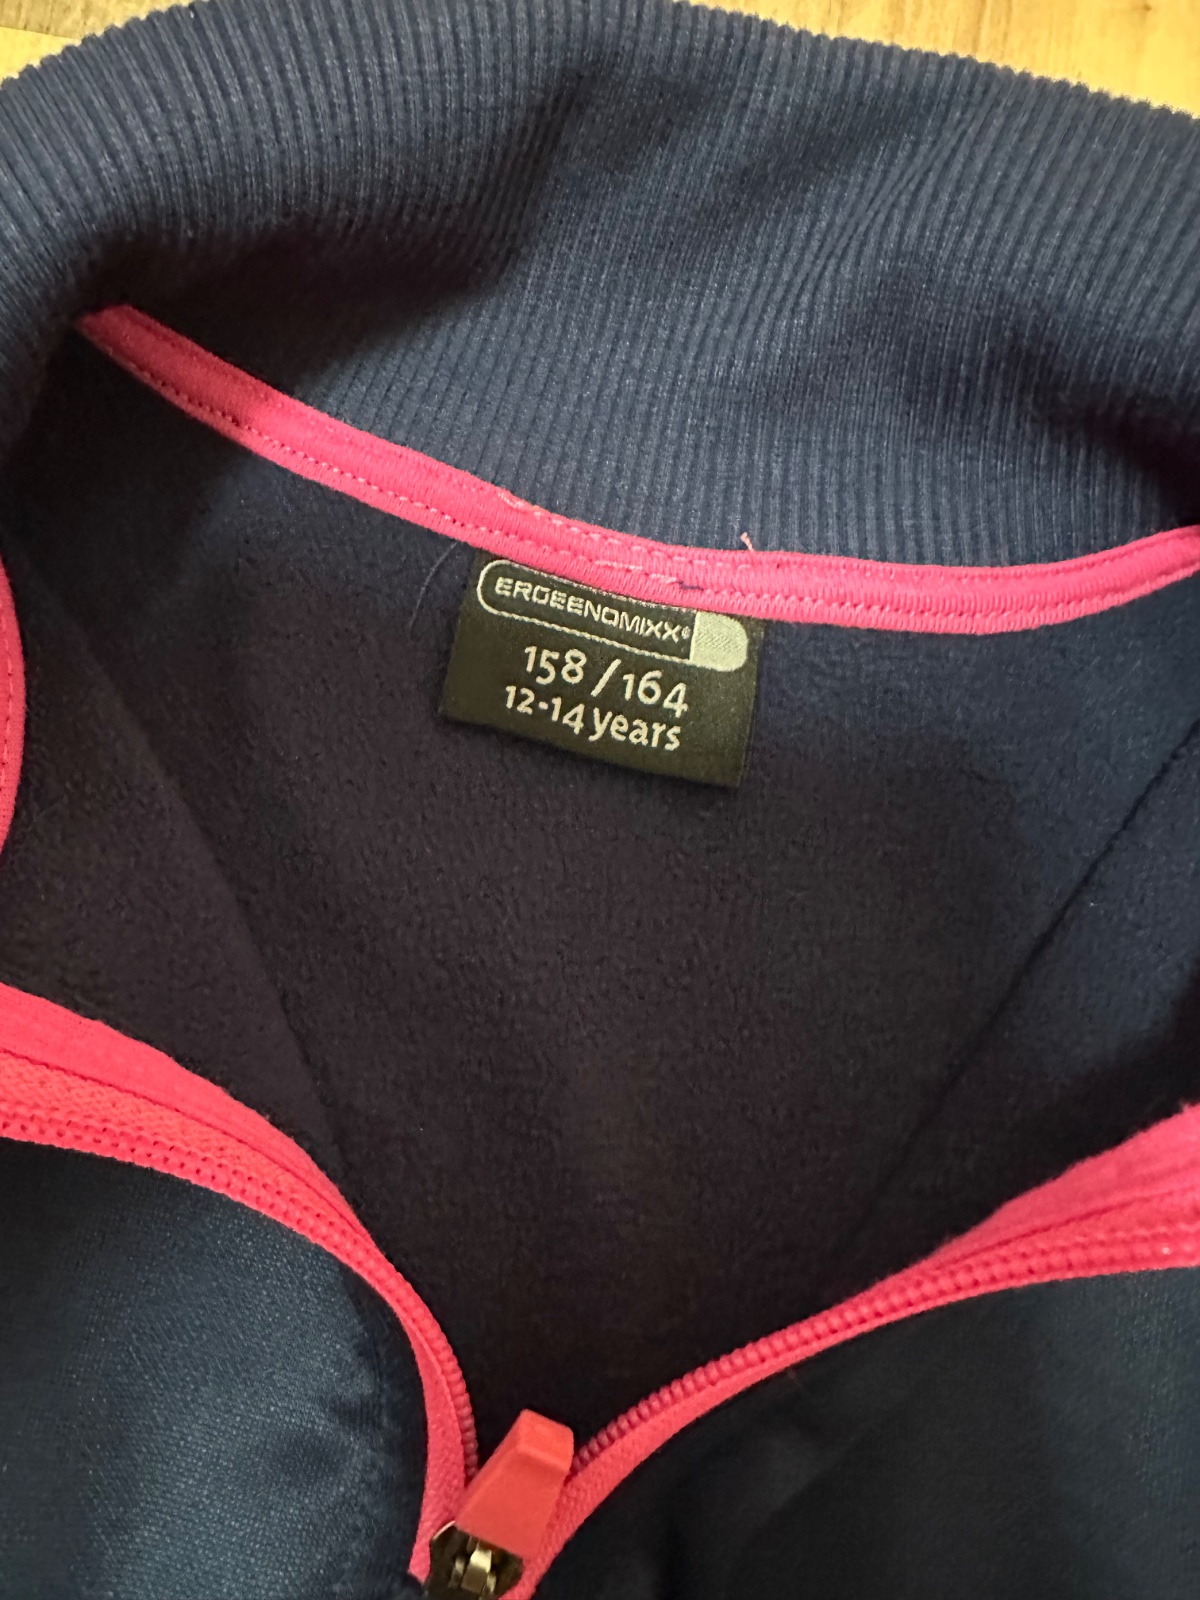 ERGEENOMIXX®
158/164
12-14 years